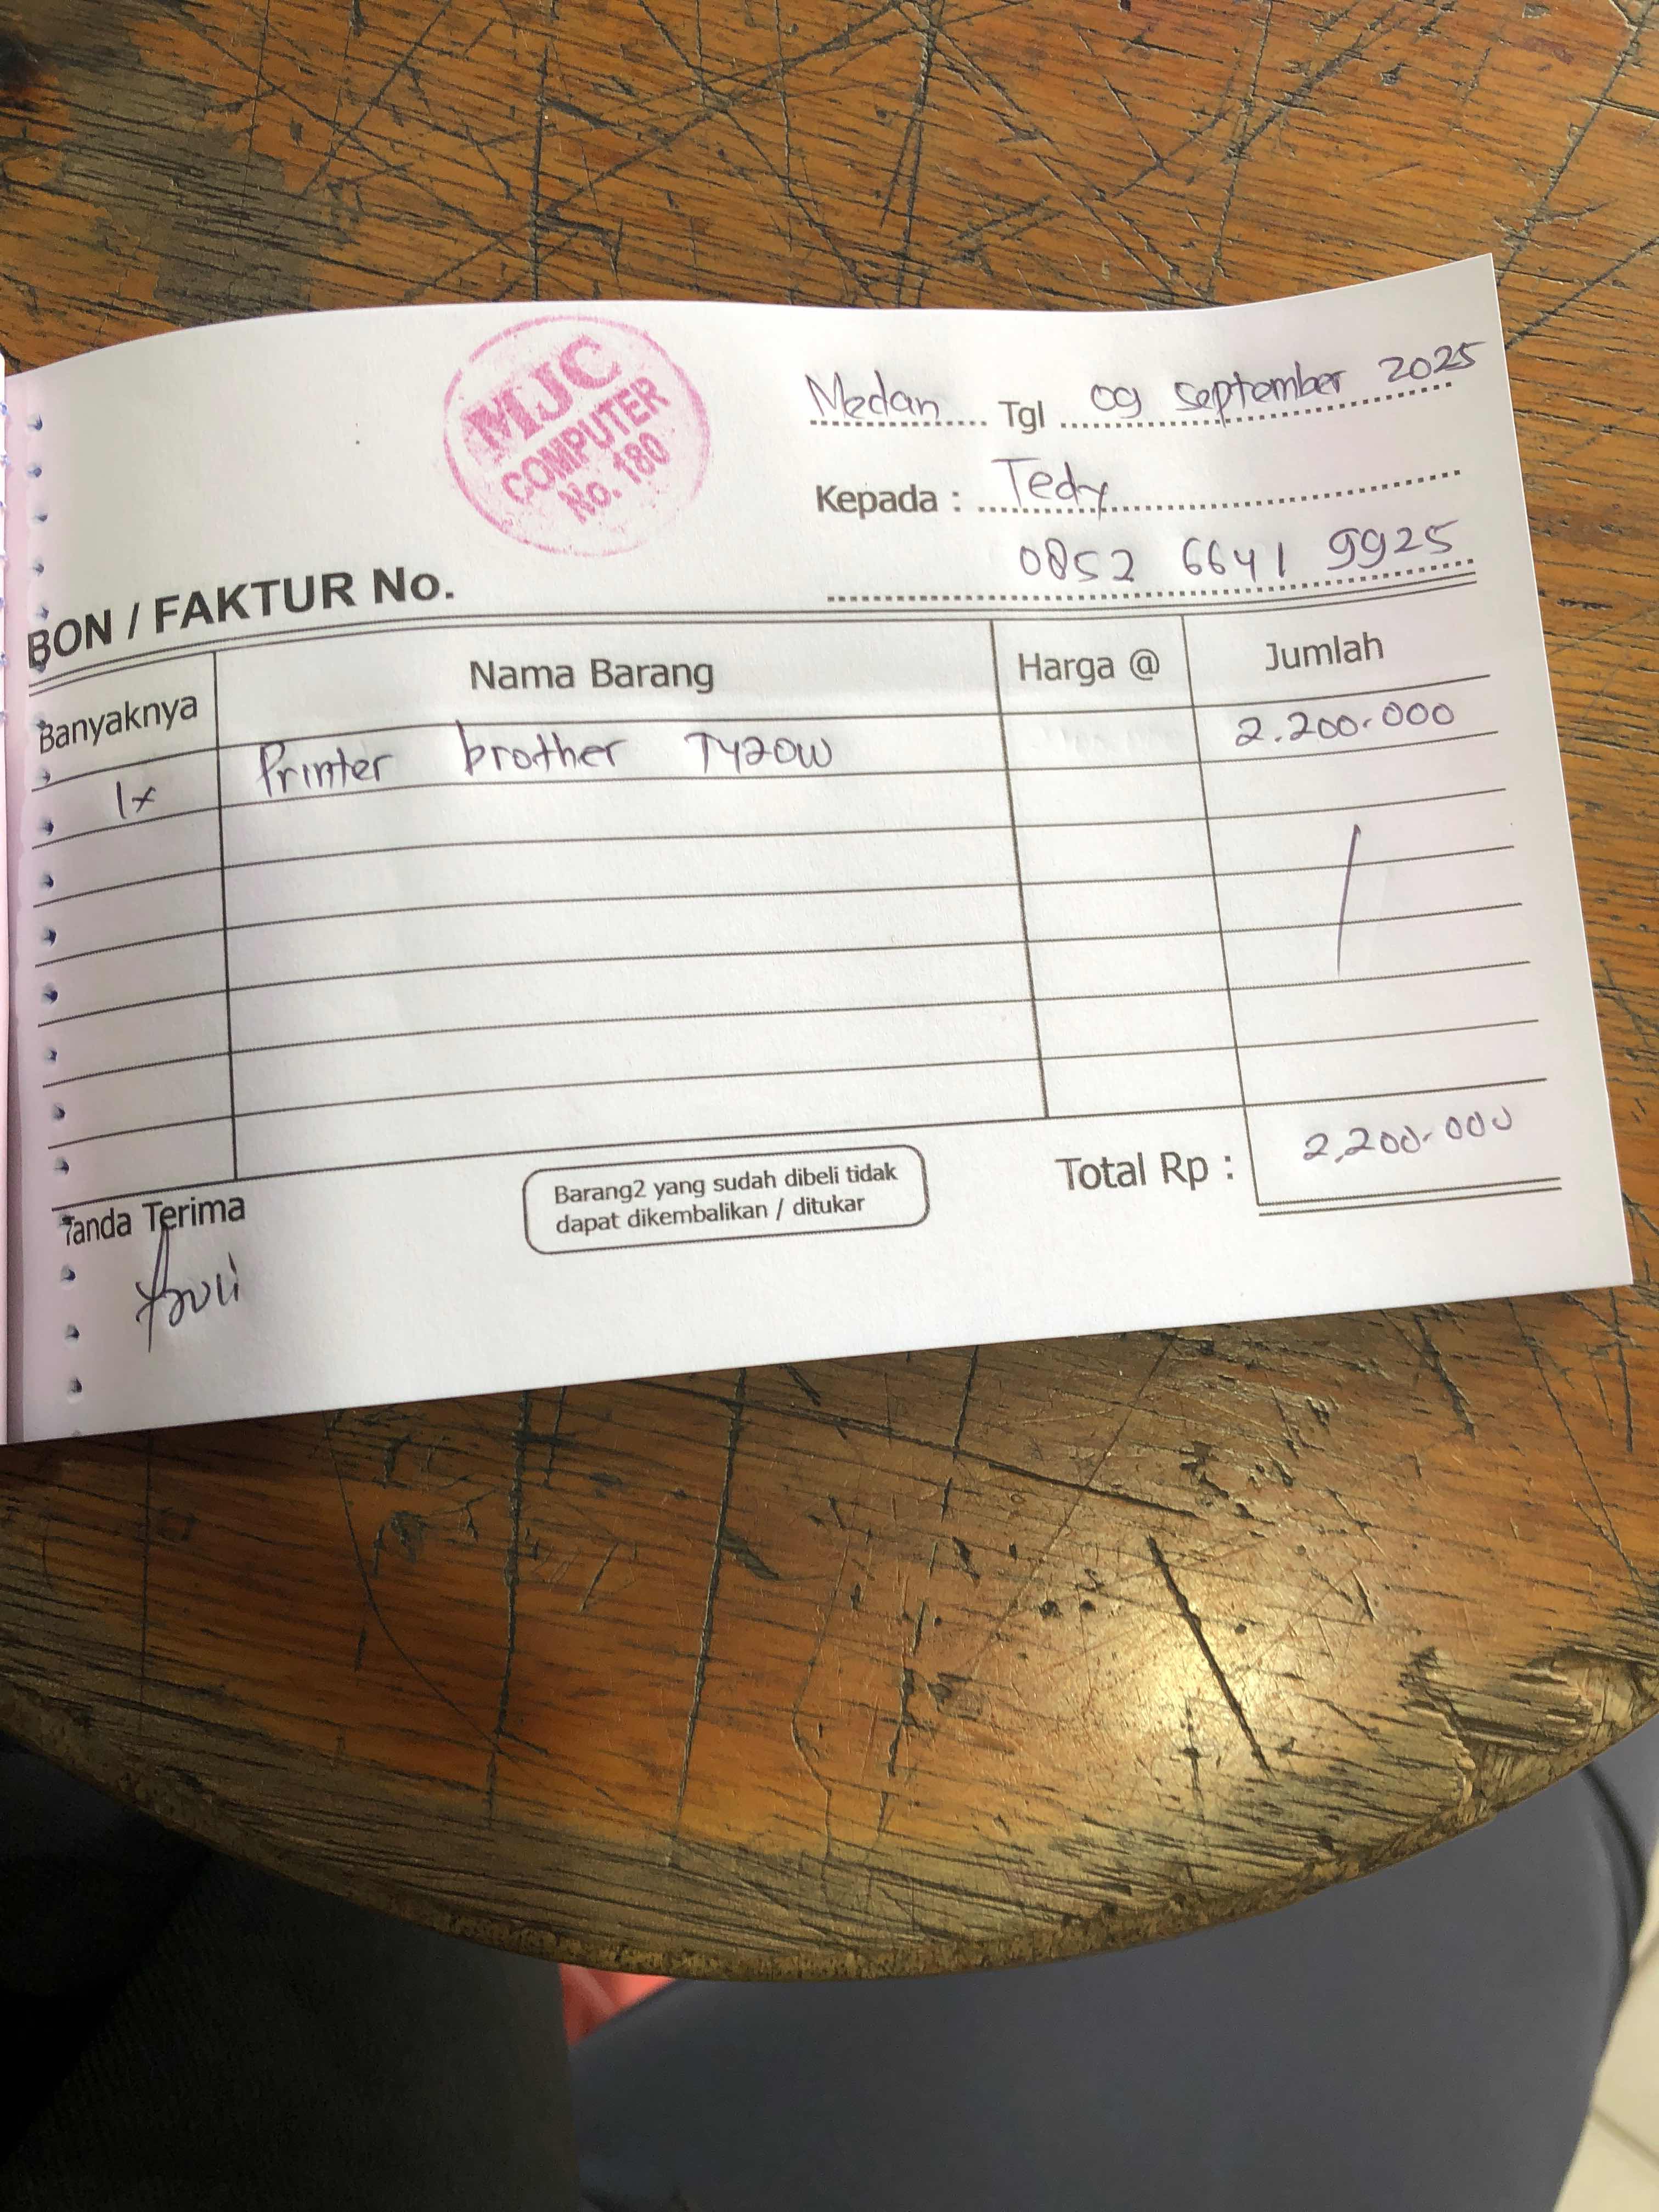 MJC
COMPUTER
No. 180
Medan Tgl 09 September 2025
Kepada : Tedy
0852 6641 9925
BON / FAKTUR No.
Banyaknya Nama Barang Harga @ Jumlah
1x Printer brother T420W 2.200.000
Tanda Terima
Barang2 yang sudah dibeli tidak
dapat dikembalikan / ditukar
Total Rp : 2,200.000